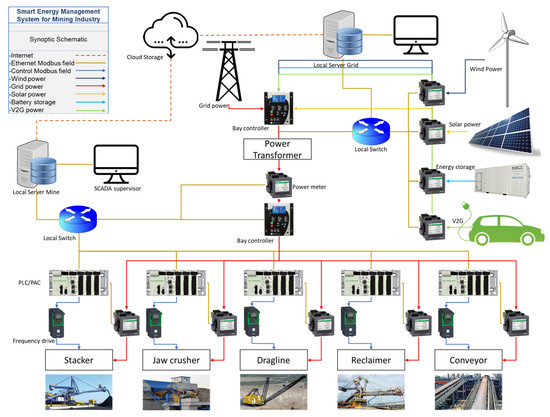 Smart Energy Management
System for Mining Industry
Synoptic Schematic
-Internet
-Ethernet Modbus field
-Control Modbus field
-Wind power
-Grid power
-Solar power
-Battery storage
-V2G power
Cloud Storage
Local Server Grid
Wind Power
Grid power
Bay controller
Solar power
Local Switch
Power
Transformer
Energy storage
Local Server Mine
SCADA supervisor
Power meter
V2G
Local Switch
Bay controller
PLC/PAC
Frequency drive
Stacker
Jaw crusher
Dragline
Reclaimer
Conveyor